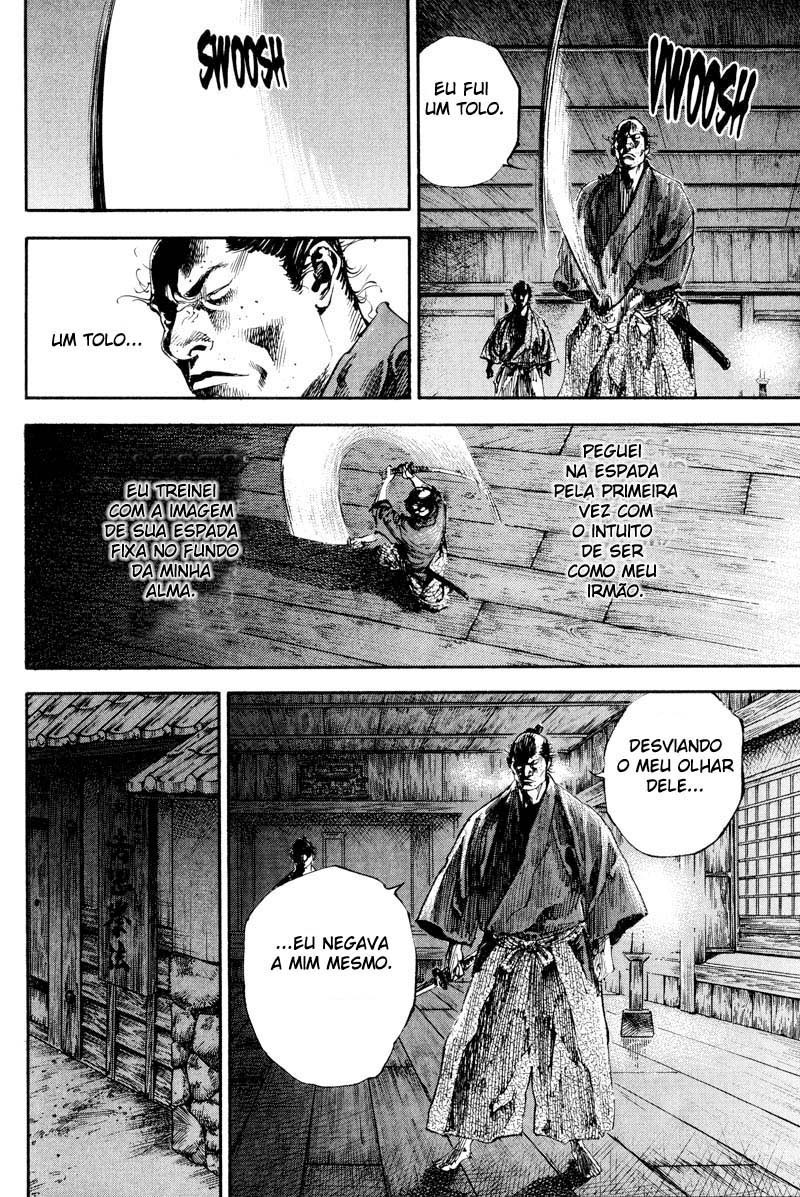 VWOOSH
EU FUI
UM TOLO.
SWOOSH
UM TOLO...
PEGUEI
NA ESPADA
PELA PRIMEIRA
VEZ COM
O INTUITO
DE SER
COMO MEU
IRMÃO.
EU TREINEI
COM A IMAGEM
DE SUA ESPADA
FIXA NO FUNDO
DA MINHA
ALMA.
DESVIANDO
O MEU OLHAR
DELE...
...EU NEGAVA
A MIM MESMO.